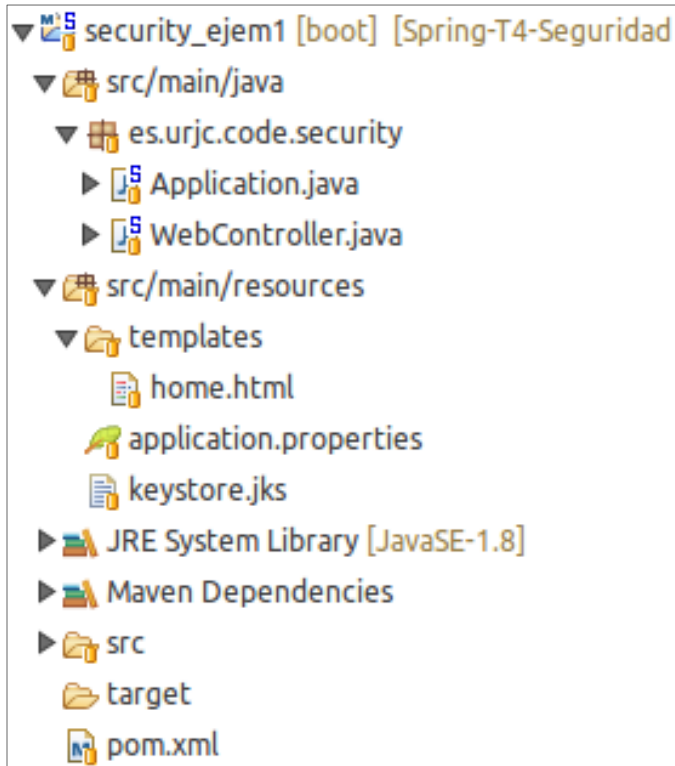 security_ejem1 [boot] [Spring-T4-Seguridad
src/main/java
es.urjc.code.security
Application.java
WebController.java
src/main/resources
templates
home.html
application.properties
keystore.jks
JRE System Library [JavaSE-1.8]
Maven Dependencies
src
target
pom.xml